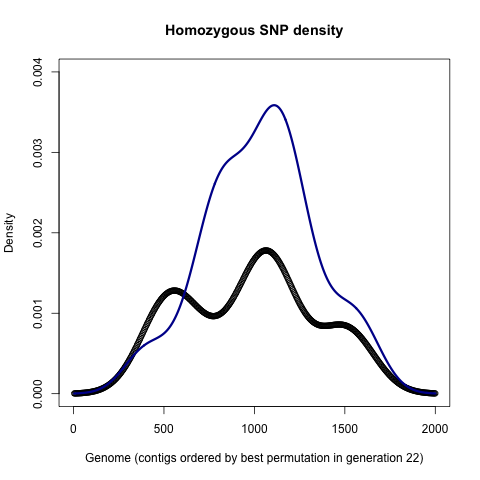 Homozygous SNP density
0.004
0.003
0.002
0.001
0.000
Density
0 500 1000 1500 2000
Genome (contigs ordered by best permutation in generation 22)